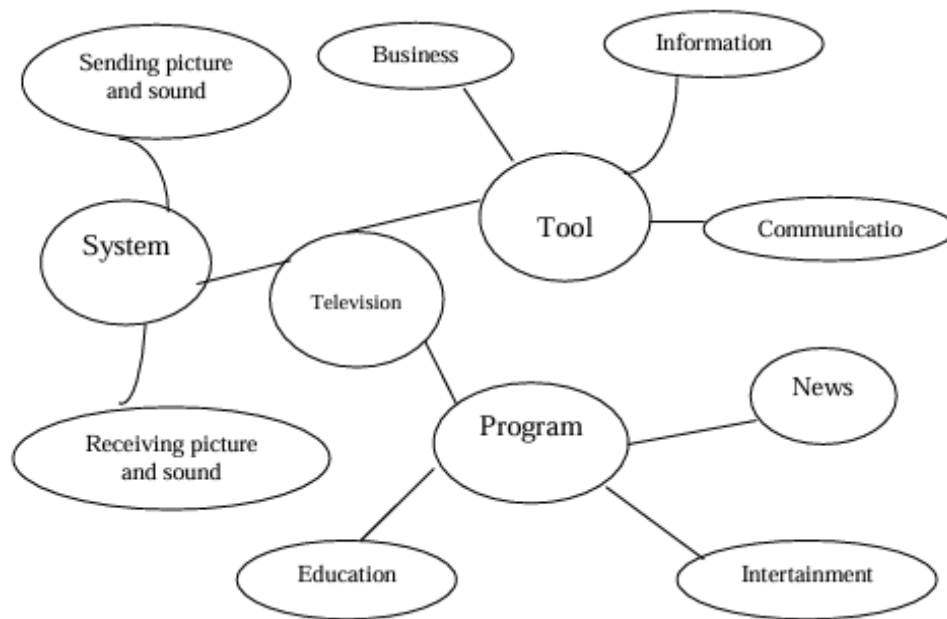 Sending picture
and sound
Business
Information
System
Tool
Communicatio
Television
News
Program
Receiving picture
and sound
Education
Intertainment